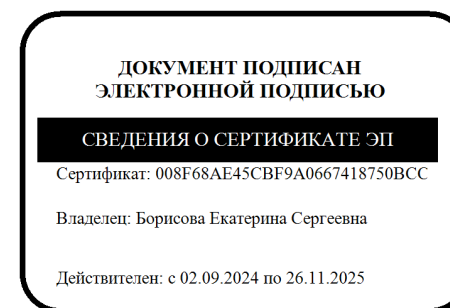 ДОКУМЕНТ ПОДПИСАН
ЭЛЕКТРОННОЙ ПОДПИСЬЮ
СВЕДЕНИЯ О СЕРТИФИКАТЕ ЭП
Сертификат: 008F68AE45CBF9A0667418750BCC
Владелец: Борисова Екатерина Сергеевна
Действителен: с 02.09.2024 по 26.11.2025